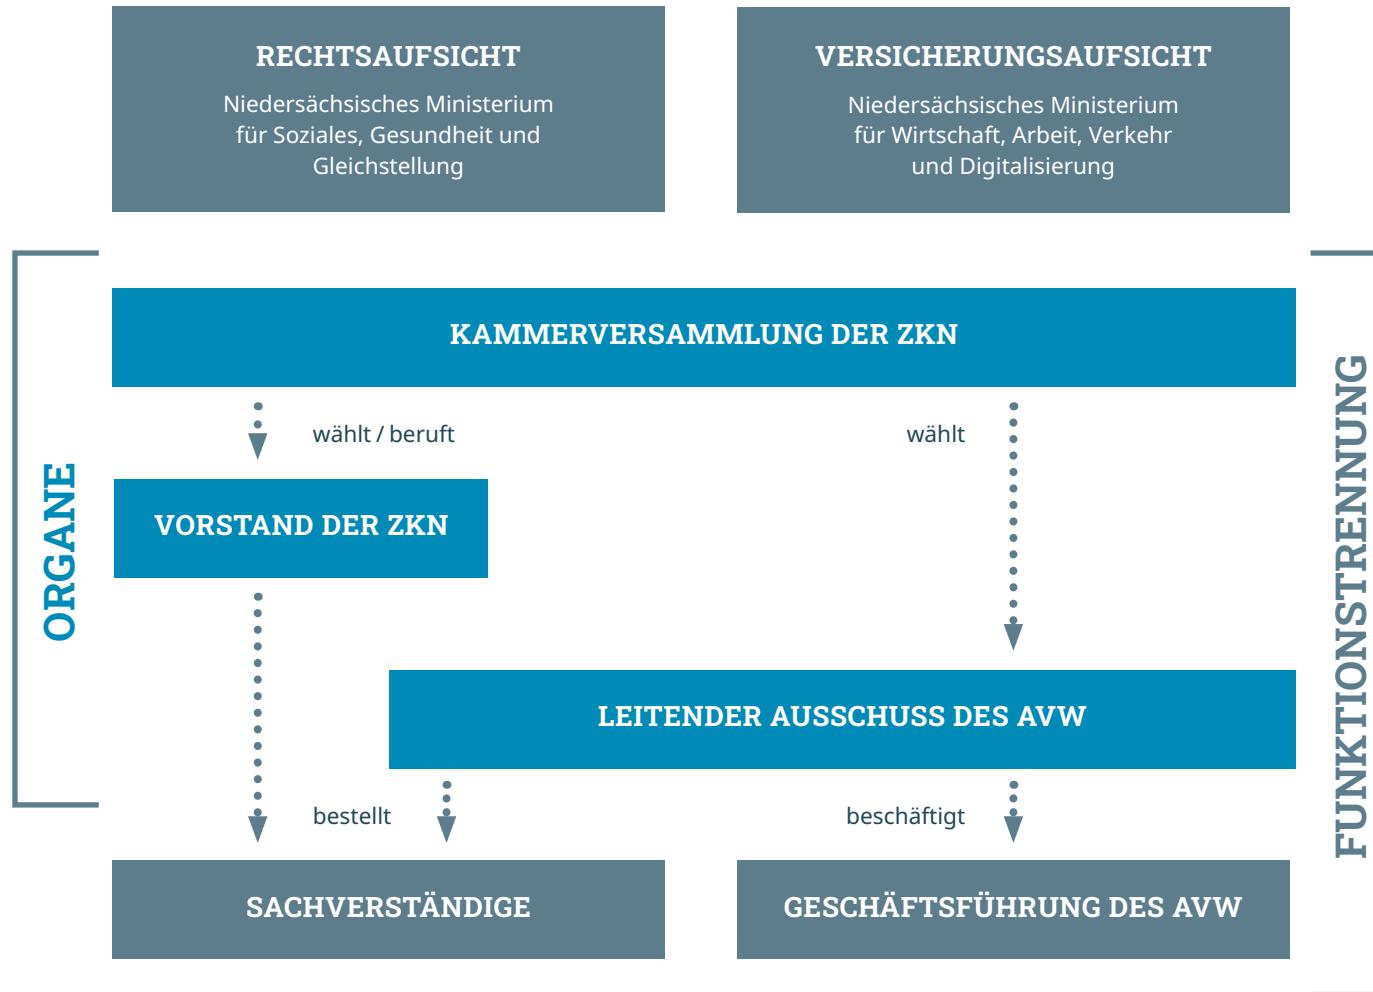 RECHTSAUFSICHT
Niedersächsisches Ministerium
für Soziales, Gesundheit und
Gleichstellung
VERSICHERUNGSAUFSICHT
Niedersächsisches Ministerium
für Wirtschaft, Arbeit, Verkehr
und Digitalisierung
ORGANE
KAMMERVERSAMMLUNG DER ZKN
wählt / beruft
wählt
VORSTAND DER ZKN
LEITENDER AUSSCHUSS DES AVW
bestellt
beschäftigt
SACHVERSTÄNDIGE
GESCHÄFTSFÜHRUNG DES AVW
FUNKTIONSTRENNUNG